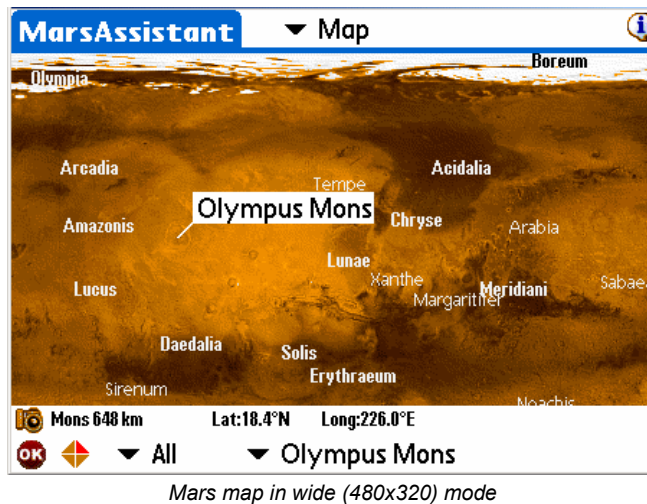 MarsAssistant Map
Boreum
Olympia
Arcadia Acidalia
Tempe
Olympus Mons
Amazonis Chryse Arabia
Lunae
Xanthe Sabaea
Lucus Margaritifer Meridiani
Daedalia Solis
Erythraeum
Sirenum
Noachis
Mons 648 km Lat:18.4°N Long:226.0°E
OK All Olympus Mons
Mars map in wide (480x320) mode